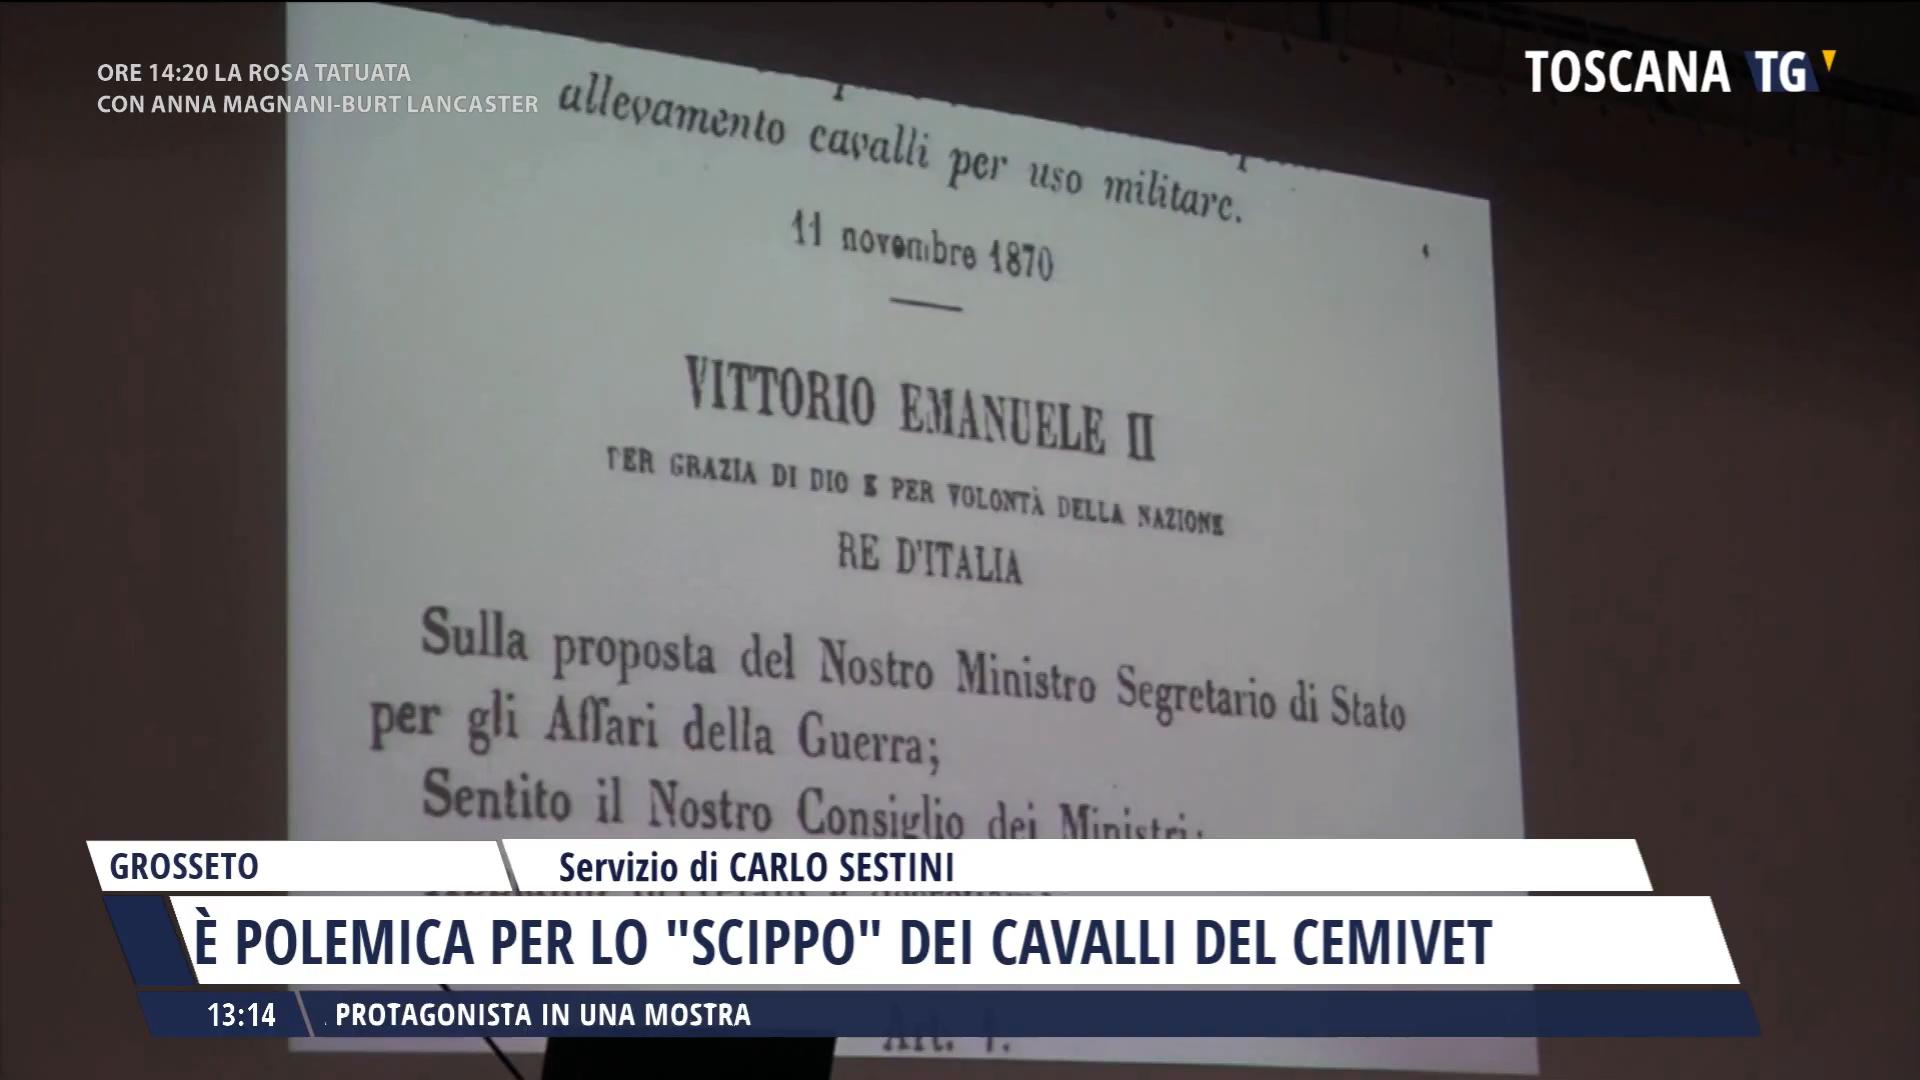 ORE 14:20 LA ROSA TATUATA
CON ANNA MAGNANI-BURT LANCASTER
TOSCANA TG
allevamento cavalli per uso militare.
11 novembre 1870
VITTORIO EMANUELE II
PER GRAZIA DI DIO E PER VOLONTÀ DELLA NAZIONE
RE D'ITALIA
Sulla proposta del Nostro Ministro Segretario di Stato
per gli Affari della Guerra;
Sentito il Nostro Consiglio dei Ministri;
GROSSETO
Servizio di CARLO SESTINI
È POLEMICA PER LO "SCIPPO" DEI CAVALLI DEL CEMIVET
13:14
PROTAGONISTA IN UNA MOSTRA
Art. 1.